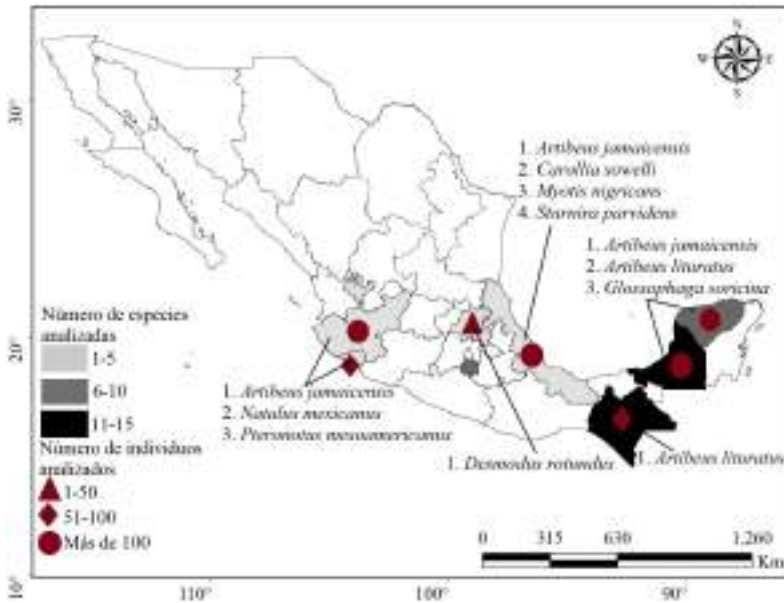 N
E
S
30°
20°
10°
1. Artibeus jamaicensis
2. Carollia sowelli
3. Myotis nigricans
4. Sturnira parvidens
1. Artibeus jamaicensis
2. Artibeus lituratus
3. Glossophaga soricina
Número de espécies
analizadas
1-5
6-10
11-15
Número de individuos
analizados
1-50
51-100
Más de 100
1. Artibeus jamaicensis
2. Natalus mexicanus
3. Pteronotus mesoamericanus
1. Desmodus rotundus
1. Artibeus lituratus
0 315 630 1,260
Km
110° 100° 90°